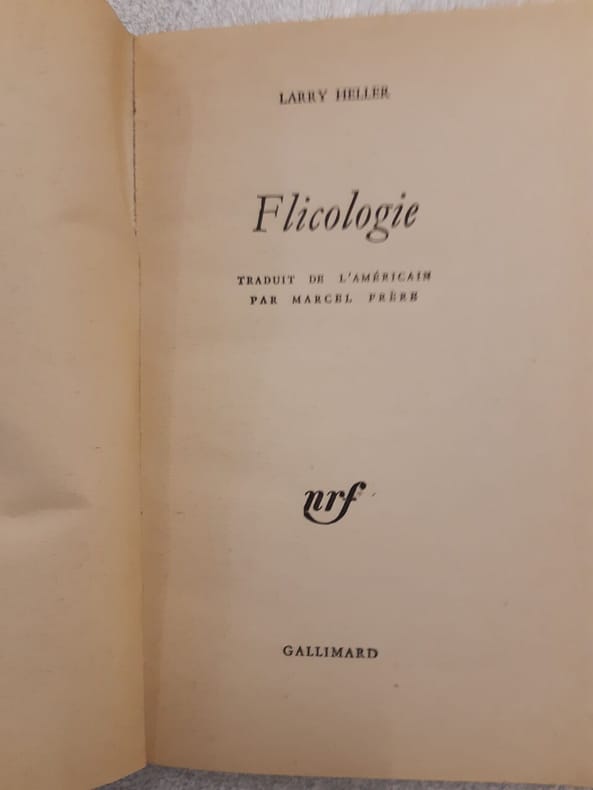 LARRY HELLER
Flicologie
TRADUIT DE L'AMÉRICAIN
PAR MARCEL FRÈRE
nrf
GALLIMARD